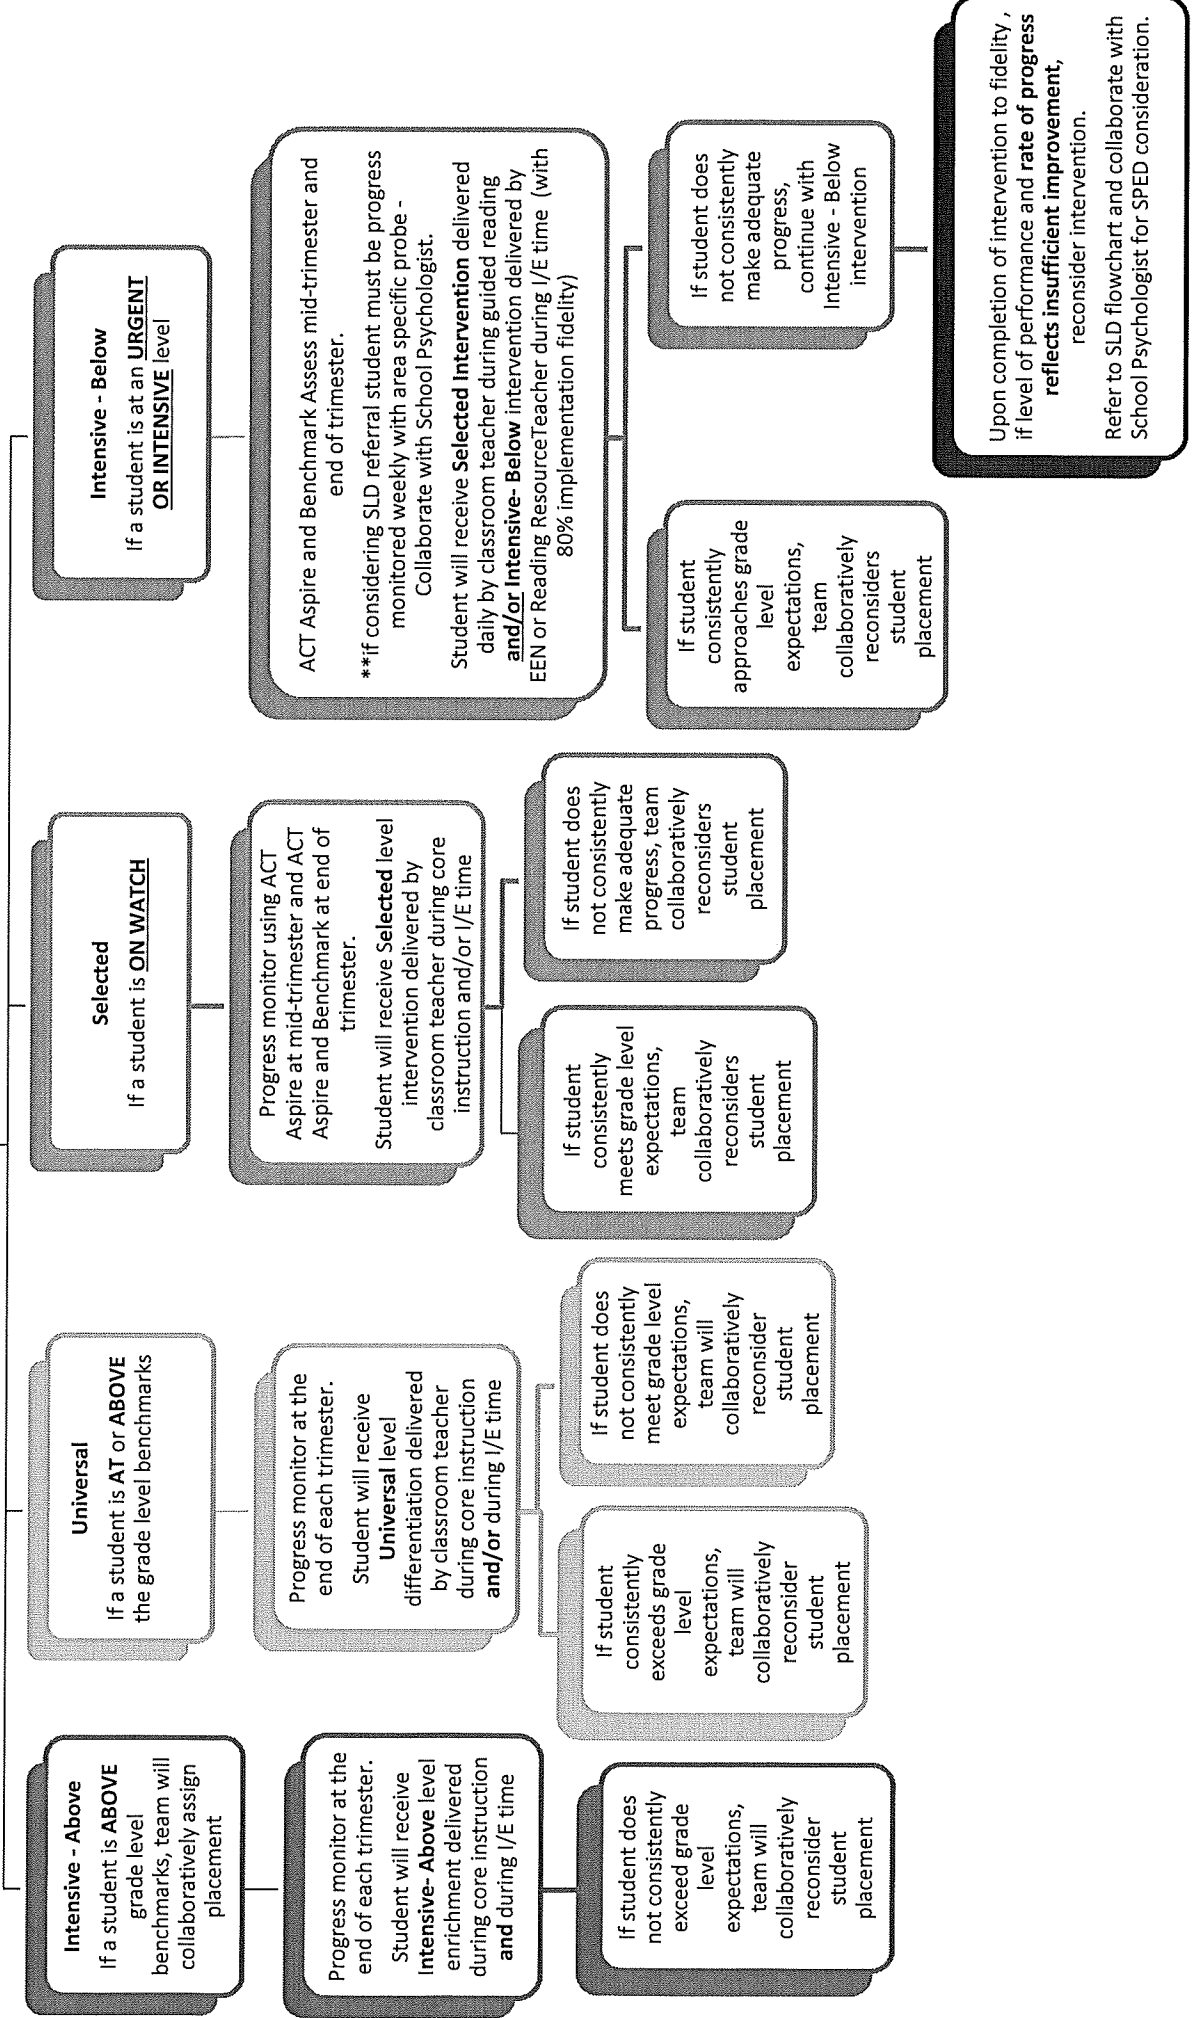 Intensive - Above
If a student is ABOVE
grade level
benchmarks, team will
collaboratively assign
placement
Progress monitor at the
end of each trimester.
Student will receive
Intensive- Above level
enrichment delivered
during core instruction
and during I/E time
If student does
not consistently
exceed grade
level
expectations,
team will
collaboratively
reconsider
student
placement
Universal
If a student is AT or ABOVE
the grade level benchmarks
Progress monitor at the
end of each trimester.
Student will receive
Universal level
differentiation delivered
by classroom teacher
during core instruction
and/or during I/E time
If student
consistently
exceeds grade
level
expectations,
team will
collaboratively
reconsider
student
placement
If student does
not consistently
meet grade level
expectations,
team will
collaboratively
reconsider
student
placement
Selected
If a student is ON WATCH
Progress monitor using ACT
Aspire at mid-trimester and ACT
Aspire and Benchmark at end of
trimester.
Student will receive Selected level
intervention delivered by
classroom teacher during core
instruction and/or I/E time
If student
consistently
meets grade level
expectations,
team
collaboratively
reconsiders
student
placement
If student does
not consistently
make adequate
progress, team
collaboratively
reconsiders
student
placement
Intensive - Below
If a student is at an URGENT
OR INTENSIVE level
ACT Aspire and Benchmark Assess mid-trimester and
end of trimester.
**if considering SLD referral student must be progress
monitored weekly with area specific probe -
Collaborate with School Psychologist.
Student will receive Selected Intervention delivered
daily by classroom teacher during guided reading
and/or Intensive- Below intervention delivered by
EEN or Reading ResourceTeacher during I/E time (with
80% implementation fidelity)
If student
consistently
approaches grade
level
expectations,
team
collaboratively
reconsiders
student
placement
If student does
not consistently
make adequate
progress,
continue with
Intensive - Below
intervention
Upon completion of intervention to fidelity ,
if level of performance and rate of progress
reflects insufficient improvement,
reconsider intervention.
Refer to SLD flowchart and collaborate with
School Psychologist for SPED consideration.